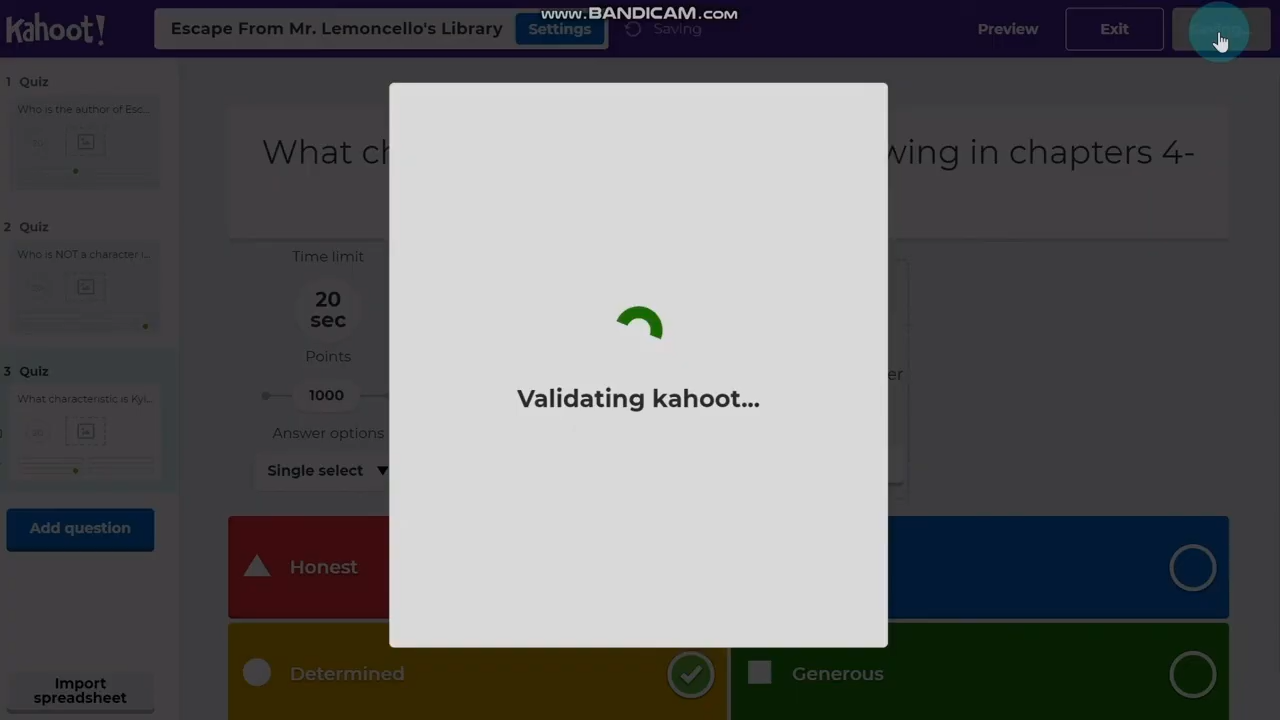 www.BANDICAM.com
Kahoot!
Escape From Mr. Lemoncello's Library
Settings
Saving
Preview
Exit
1 Quiz
Who is the author of Esc...
2 Quiz
Who is NOT a character i...
3 Quiz
What characteristic is Kyl...
Add question
Import
spreadsheet
What ch
wing in chapters 4-
Time limit
20
sec
Points
1000
Answer options
Single select
er
Validating kahoot...
Honest
Determined
Generous